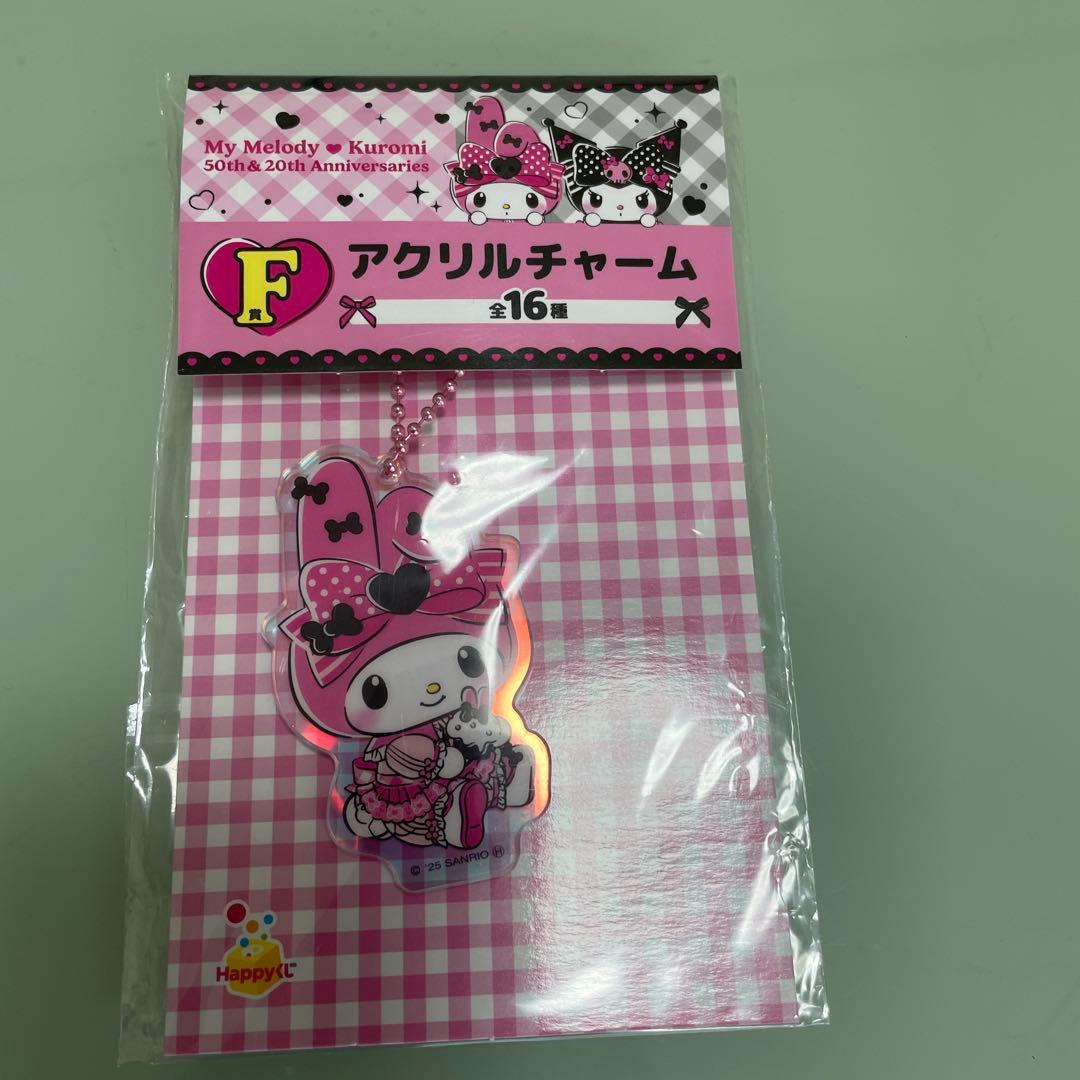 My Melody ♥ Kuromi
50th & 20th Anniversaries
F賞
アクリルチャーム
全16種
© '25 SANRIO Ⓗ
Happyくじ